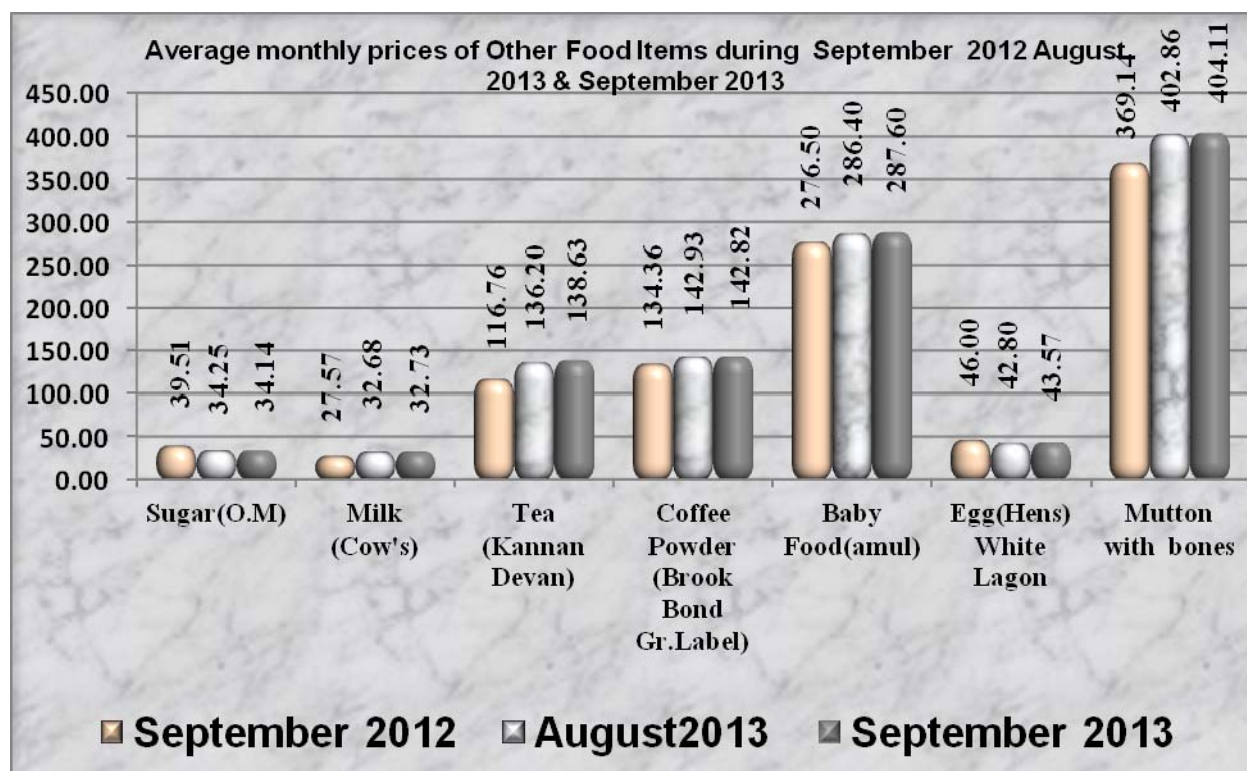 Average monthly prices of Other Food Items during September 2012 August
2013 & September 2013
450.00
400.00
350.00
300.00
250.00
200.00
150.00
100.00
50.00
0.00
39.51
34.25
34.14
27.57
32.68
32.73
116.76
136.20
138.63
134.36
142.93
142.82
276.50
286.40
287.60
46.00
42.80
43.57
369.14
402.86
404.11
Sugar(O.M)
Milk
(Cow's)
Tea
(Kannan
Devan)
Coffee
Powder
(Brook
Bond
Gr.Label)
Baby
Food(amul)
Egg(Hens)
White
Lagon
Mutton
with bones
September 2012
August2013
September 2013